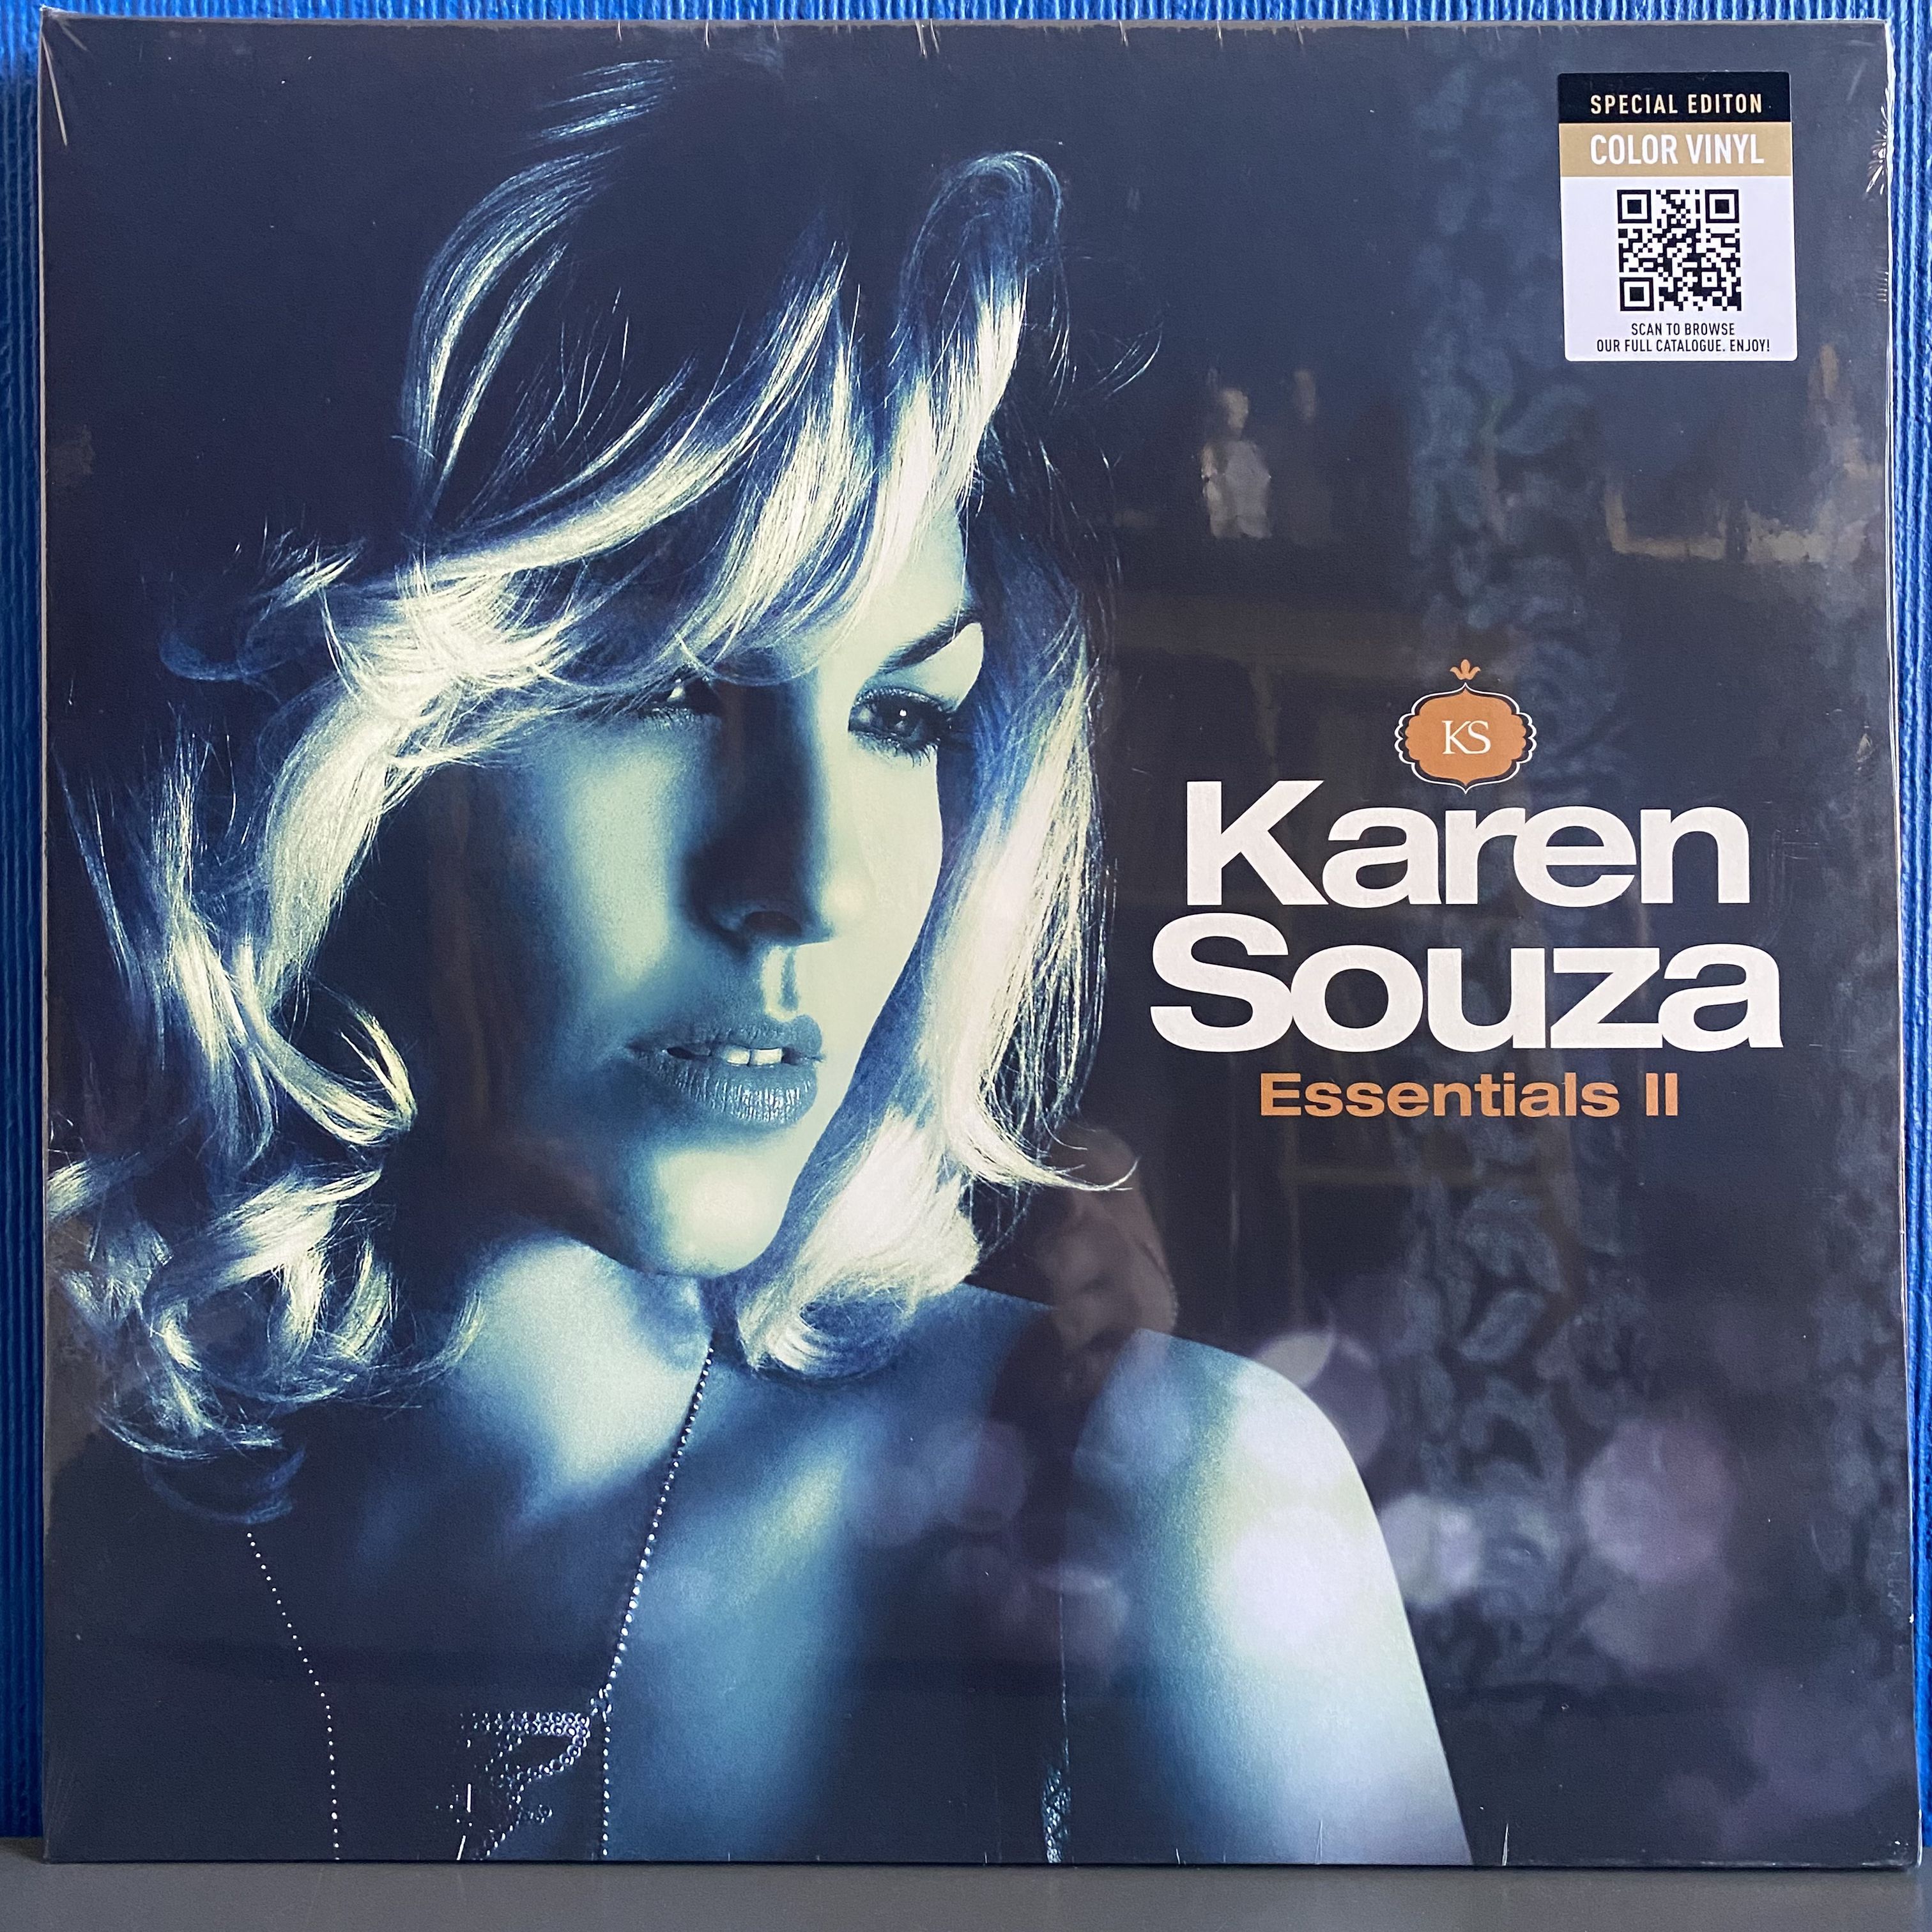 SPECIAL EDITON
COLOR VINYL
SCAN TO BROWSE
OUR FULL CATALOGUE. ENJOY!
KS
Karen
Souza
Essentials II